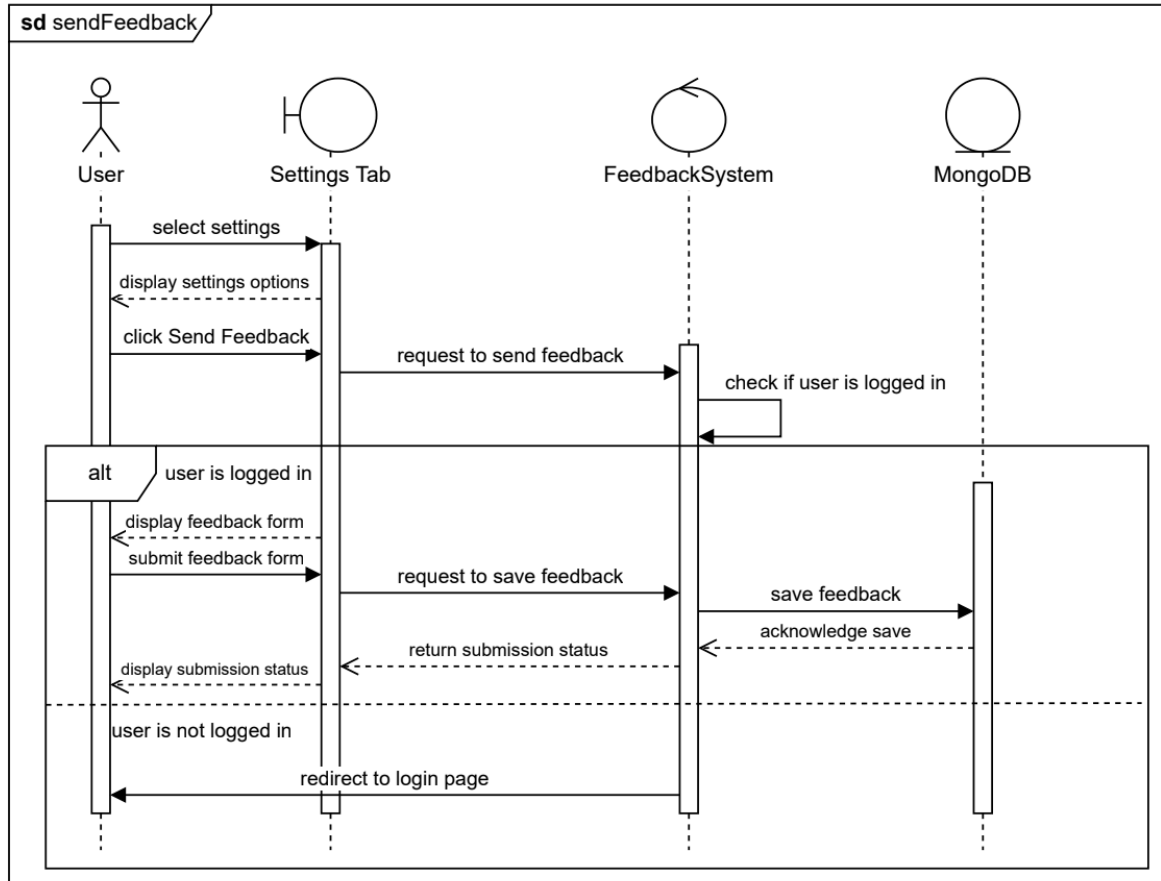 sd sendFeedback
User
Settings Tab
FeedbackSystem
MongoDB
select settings
display settings options
click Send Feedback
request to send feedback
check if user is logged in
alt
user is logged in
display feedback form
submit feedback form
request to save feedback
save feedback
acknowledge save
return submission status
display submission status
user is not logged in
redirect to login page